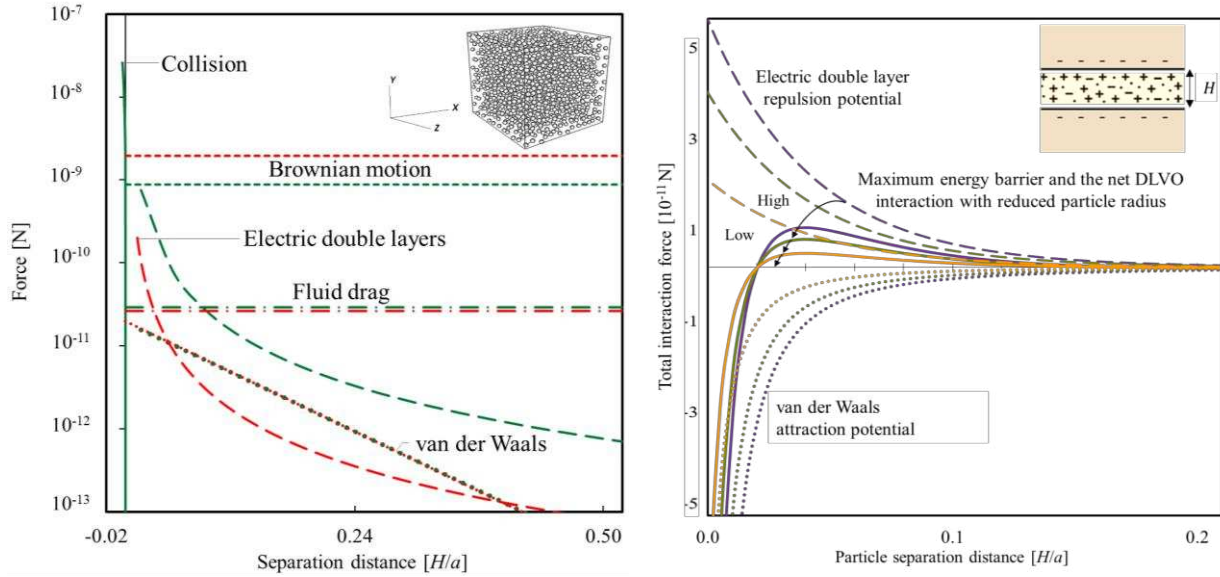 10⁻⁷
10⁻⁸
10⁻⁹
10⁻¹⁰
10⁻¹¹
10⁻¹²
10⁻¹³
Force [N]
Collision
Y
X
Z
Brownian motion
Electric double layers
Fluid drag
van der Waals
-0.02
0.24
0.50
Separation distance [H/a]
5
3
1
-1
-3
-5
Total interaction force [10⁻¹¹ N]
Electric double layer
repulsion potential
H
Maximum energy barrier and the net DLVO
interaction with reduced particle radius
High
Low
van der Waals
attraction potential
0.0
0.1
0.2
Particle separation distance [H/a]